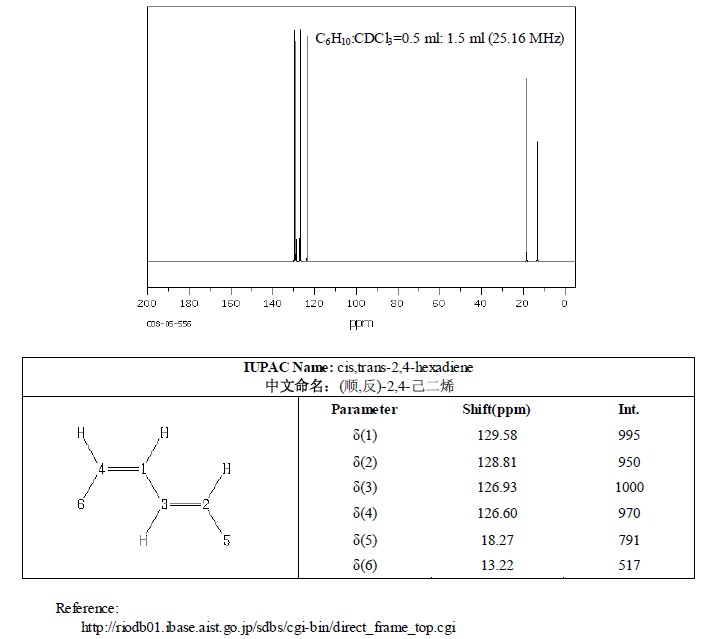 C6H10:CDCl3=0.5 ml: 1.5 ml (25.16 MHz)
200 180 160 140 120 100 80 60 40 20 0
CDS-05-556
ppm
IUPAC Name: cis,trans-2,4-hexadiene
中文命名：(顺,反)-2,4-己二烯
Parameter Shift(ppm) Int.
δ(1) 129.58 995
δ(2) 128.81 950
δ(3) 126.93 1000
δ(4) 126.60 970
δ(5) 18.27 791
δ(6) 13.22 517
H H
4 1 H
6 3 2
H 5
Reference:
http://riodb01.ibase.aist.go.jp/sdbs/cgi-bin/direct_frame_top.cgi